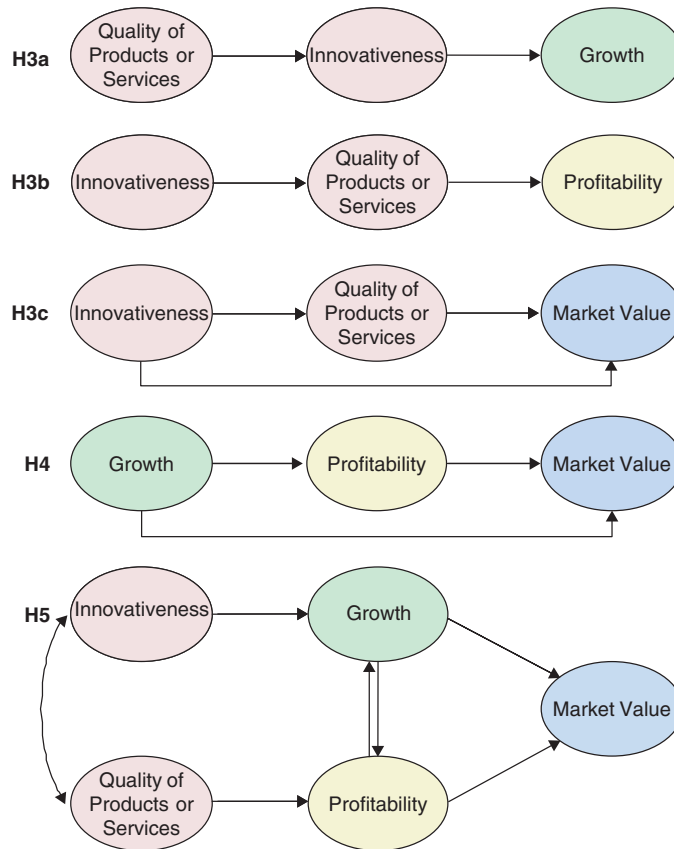 H3a
Quality of
Products or
Services
Innovativeness
Growth
H3b
Innovativeness
Quality of
Products or
Services
Profitability
H3c
Innovativeness
Quality of
Products or
Services
Market Value
H4
Growth
Profitability
Market Value
H5
Innovativeness
Growth
Market Value
Quality of
Products or
Services
Profitability